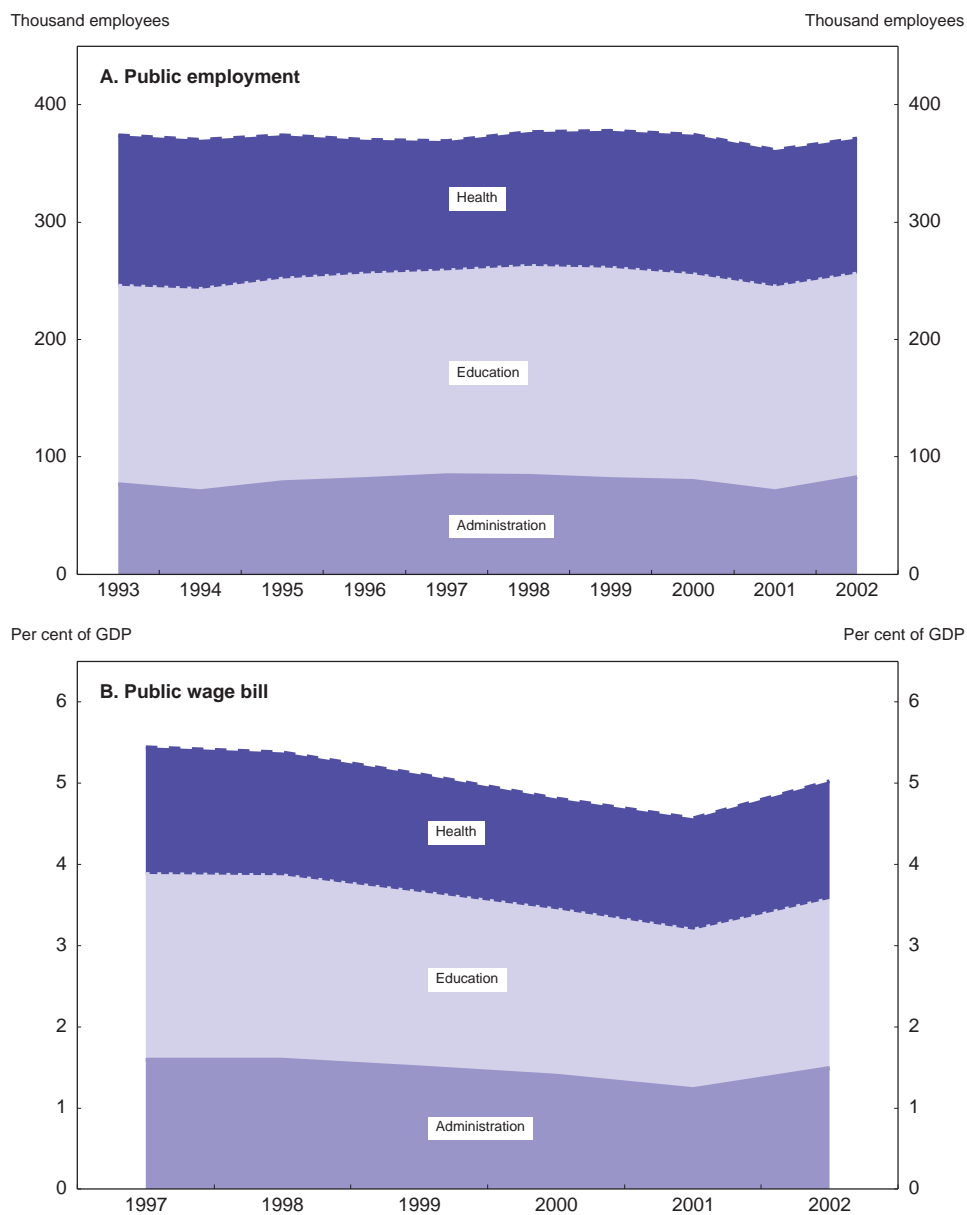 Thousand employees Thousand employees
A. Public employment
400 400
Health
300 300
200 200
Education
100 100
Administration
0 0
1993 1994 1995 1996 1997 1998 1999 2000 2001 2002
Per cent of GDP Per cent of GDP
B. Public wage bill
6 6
5 5
Health
4 4
3 3
Education
2 2
1 1
Administration
0 0
1997 1998 1999 2000 2001 2002